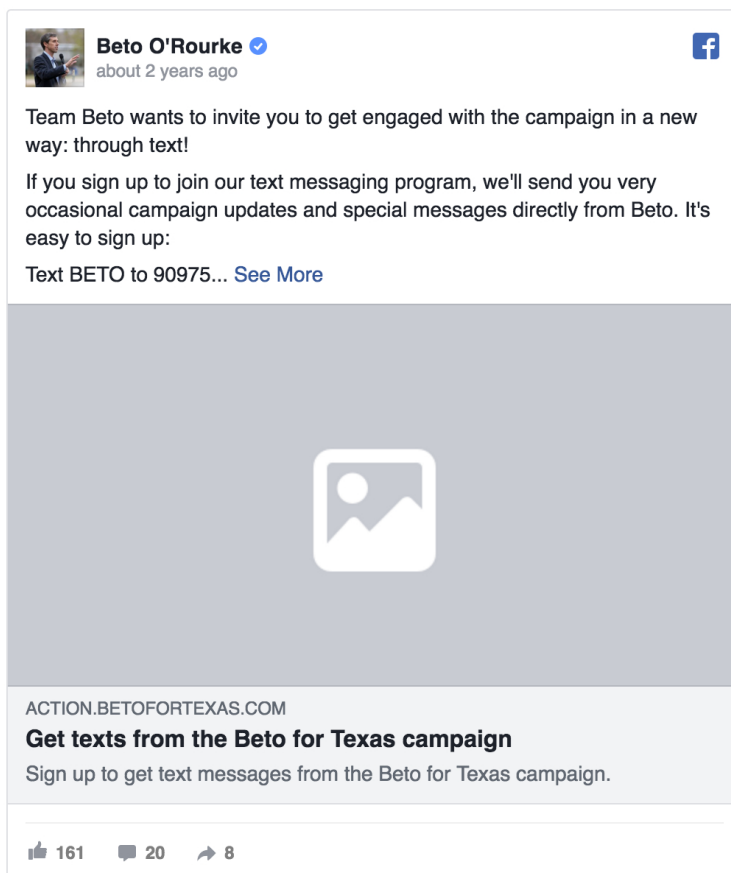 Beto O'Rourke
about 2 years ago
Team Beto wants to invite you to get engaged with the campaign in a new
way: through text!
If you sign up to join our text messaging program, we'll send you very
occasional campaign updates and special messages directly from Beto. It's
easy to sign up:
Text BETO to 90975... See More
ACTION.BETOFORTEXAS.COM
Get texts from the Beto for Texas campaign
Sign up to get text messages from the Beto for Texas campaign.
161 20 8